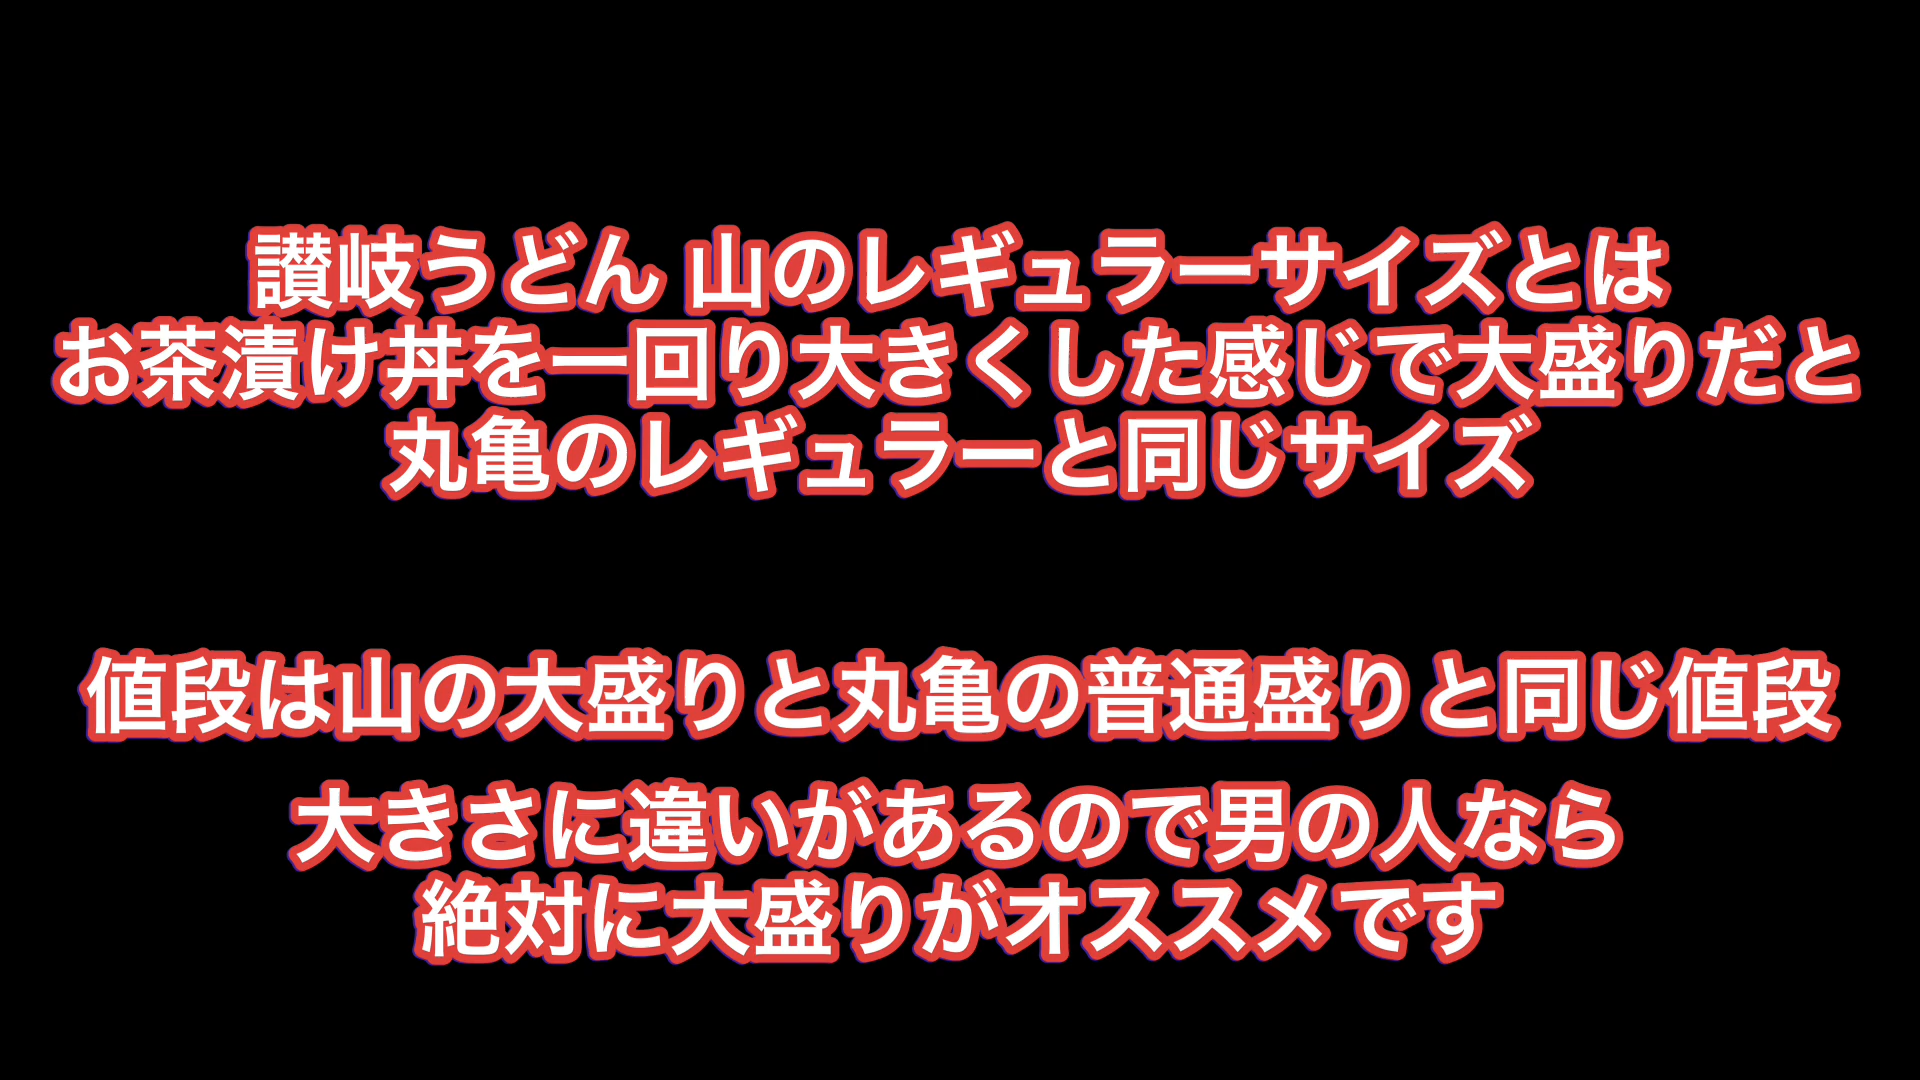 讃岐うどん 山のレギュラーサイズとは
お茶漬け丼を一回り大きくした感じで大盛りだと
丸亀のレギュラーと同じサイズ
値段は山の大盛りと丸亀の普通盛りと同じ値段
大きさに違いがあるので男の人なら
絶対に大盛りがオススメです